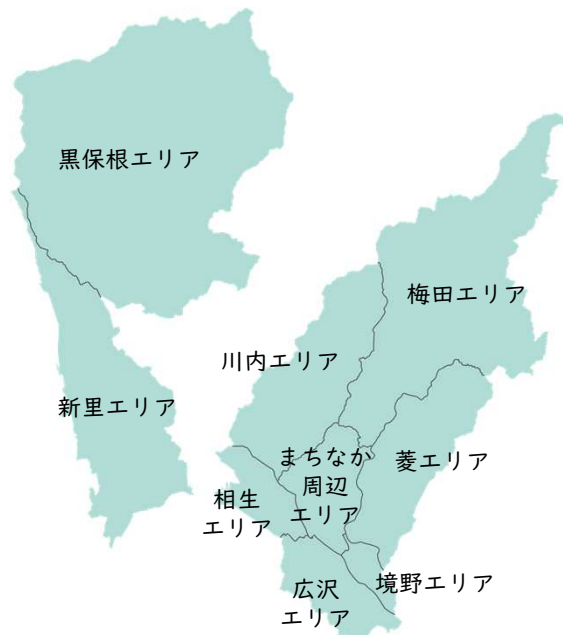 黒保根エリア
梅田エリア
川内エリア
新里エリア
まちなか
周辺
エリア
菱エリア
相生
エリア
境野エリア
広沢
エリア